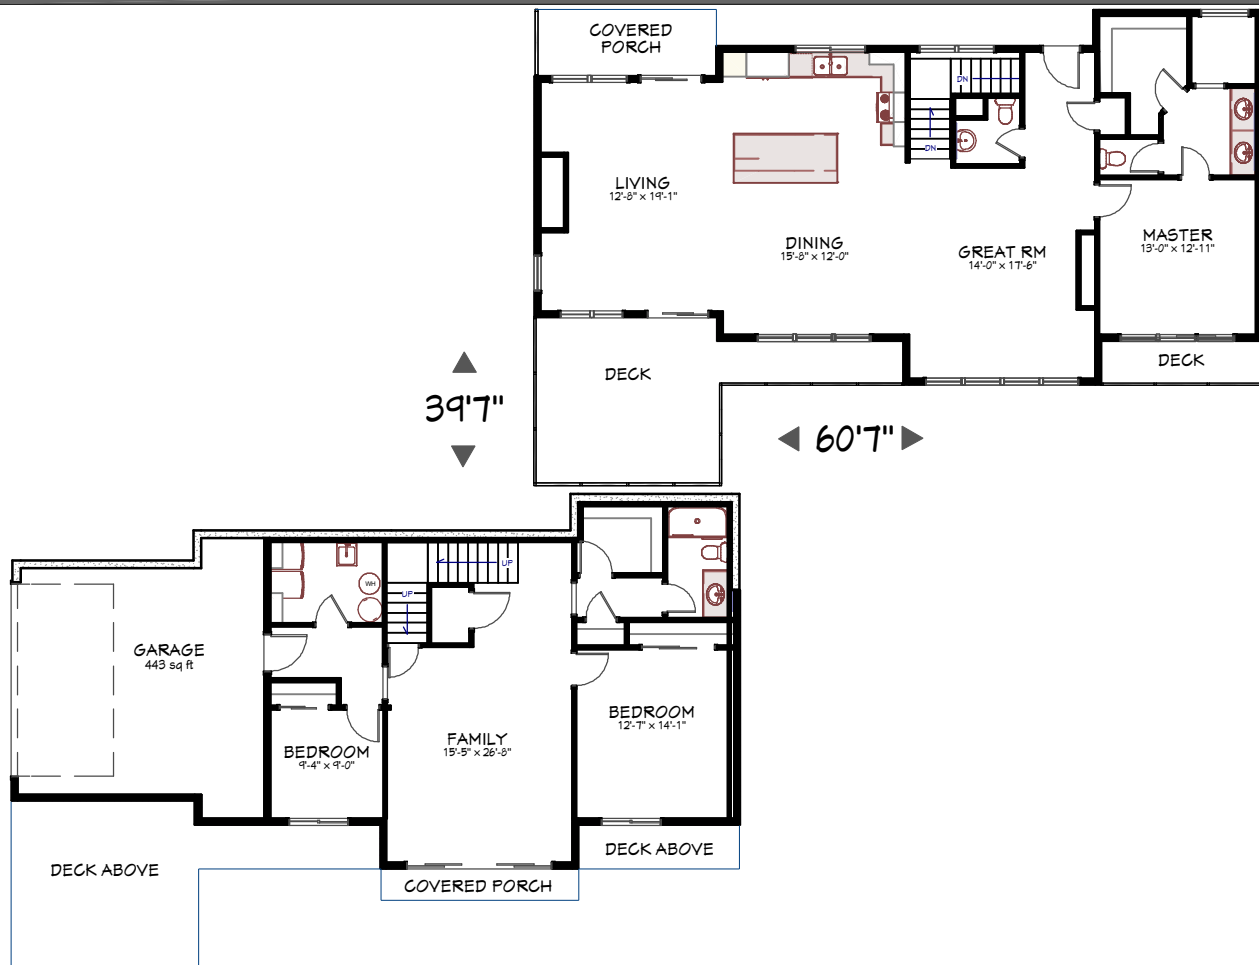 COVERED
PORCH
DN
DN
LIVING
12'-8" x 19'-1"
DINING
15'-8" x 12'-0"
GREAT RM
14'-0" x 17'-6"
MASTER
13'-0" x 12'-11"
DECK
DECK
39'7"
60'7"
UP
UP
WH
GARAGE
443 sq ft
BEDROOM
12'-7" x 14'-1"
FAMILY
15'-5" x 26'-8"
BEDROOM
9'-4" x 9'-0"
DECK ABOVE
DECK ABOVE
COVERED PORCH